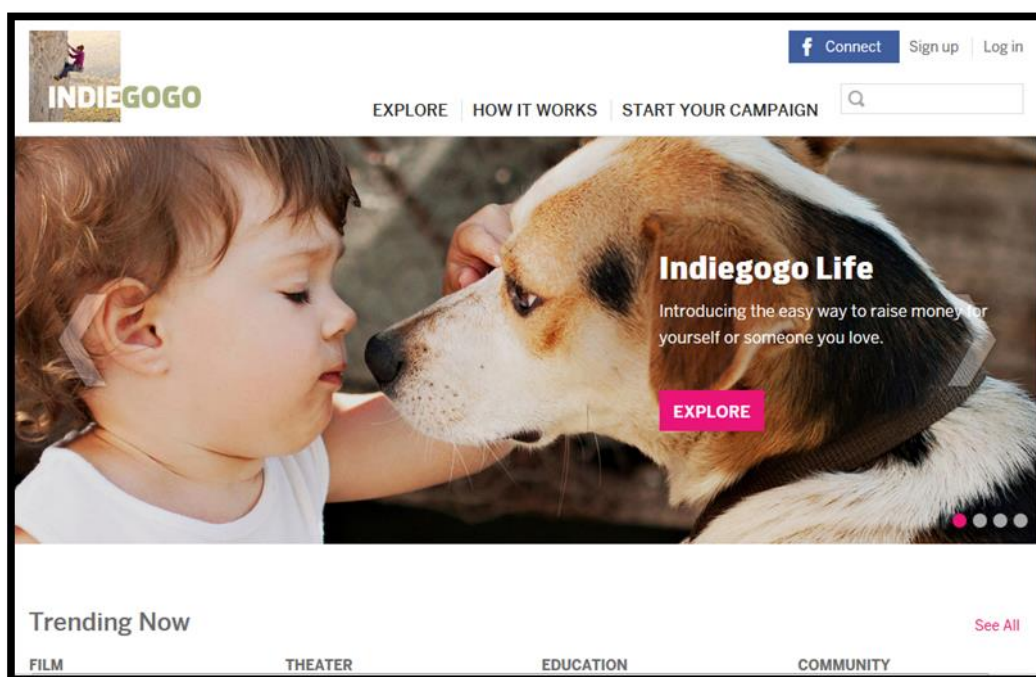 Connect
Sign up
Log in
INDIEGOGO
EXPLORE
HOW IT WORKS
START YOUR CAMPAIGN
Indiegogo Life
Introducing the easy way to raise money for
yourself or someone you love.
EXPLORE
Trending Now
See All
FILM
THEATER
EDUCATION
COMMUNITY